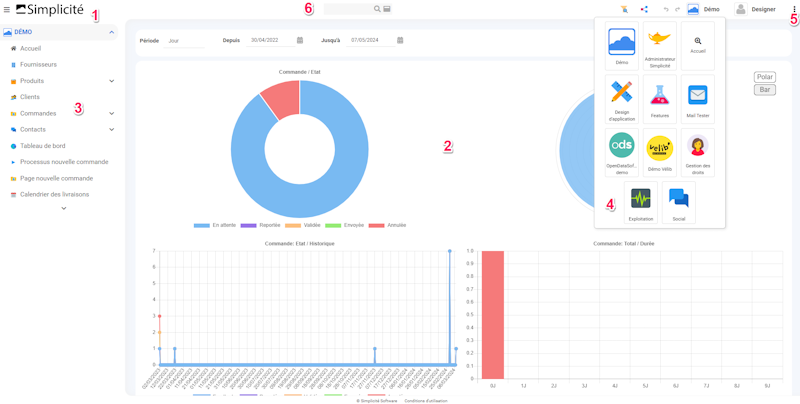 Simplicité
1
6
Démo
Designer
5
DÉMO
Accueil
Fournisseurs
Produits
Clients
3
Commandes
Contacts
Tableau de bord
Processus nouvelle commande
Page nouvelle commande
Calendrier des livraisons
Période
Jour
Depuis
30/04/2022
Jusqu'à
07/05/2024
Commande / Etat
2
En attente
Reportée
Validée
Envoyée
Annulée
Polar
Bar
Démo
Administrateur
Simplicité
Accueil
Design
d'application
Features
Mail Tester
ods
OpenDataSof...
démo
velib'
Démo Vélib
Gestion des
droits
4
Exploitation
Social
Commande: Etat / Historique
7
6
5
4
3
2
1
0
Commande: Total / Durée
1.0
0.9
0.8
0.7
0.6
0.5
0.4
0.3
0.2
0.1
0
0J
1J
2J
3J
4J
5J
6J
7J
8J
9J
© Simplicité Software
Conditions d'utilisation